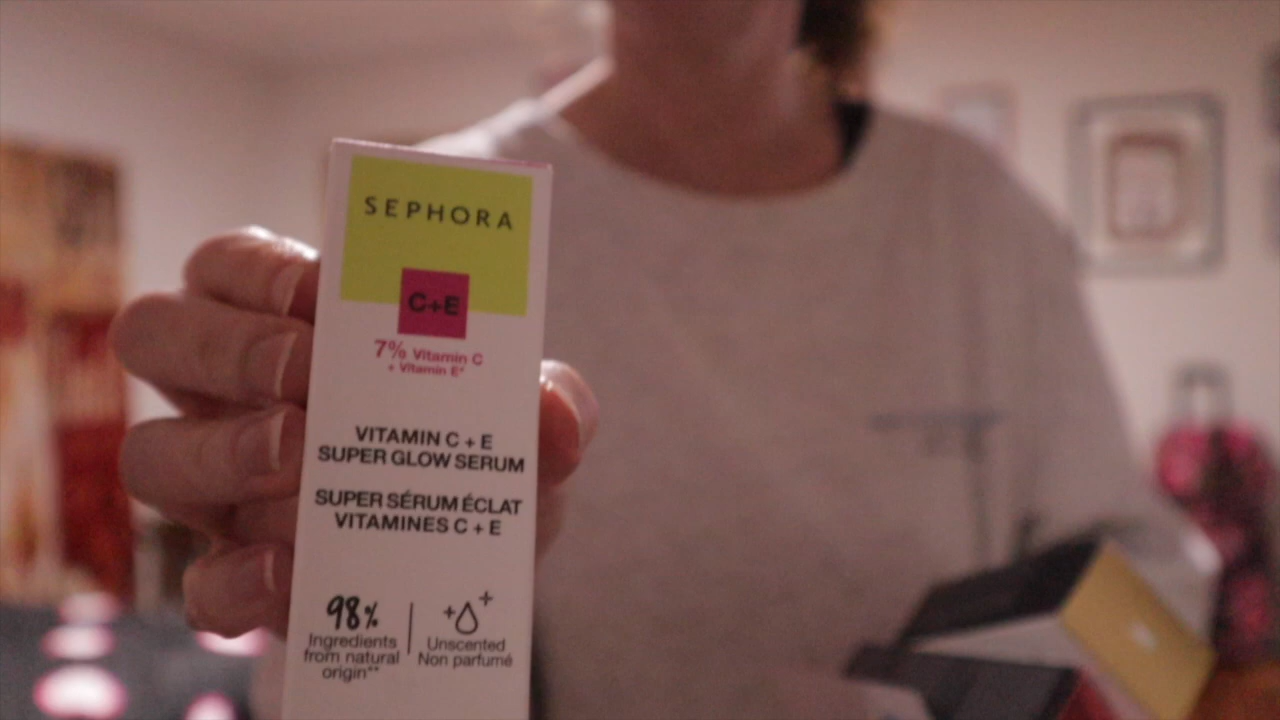 SEPHORA
C+E
7% Vitamin C
+ Vitamin E*
VITAMIN C + E
SUPER GLOW SERUM
SUPER SÉRUM ÉCLAT
VITAMINES C + E
98%
Ingredients
from natural
origin**
Unscented
Non parfumé